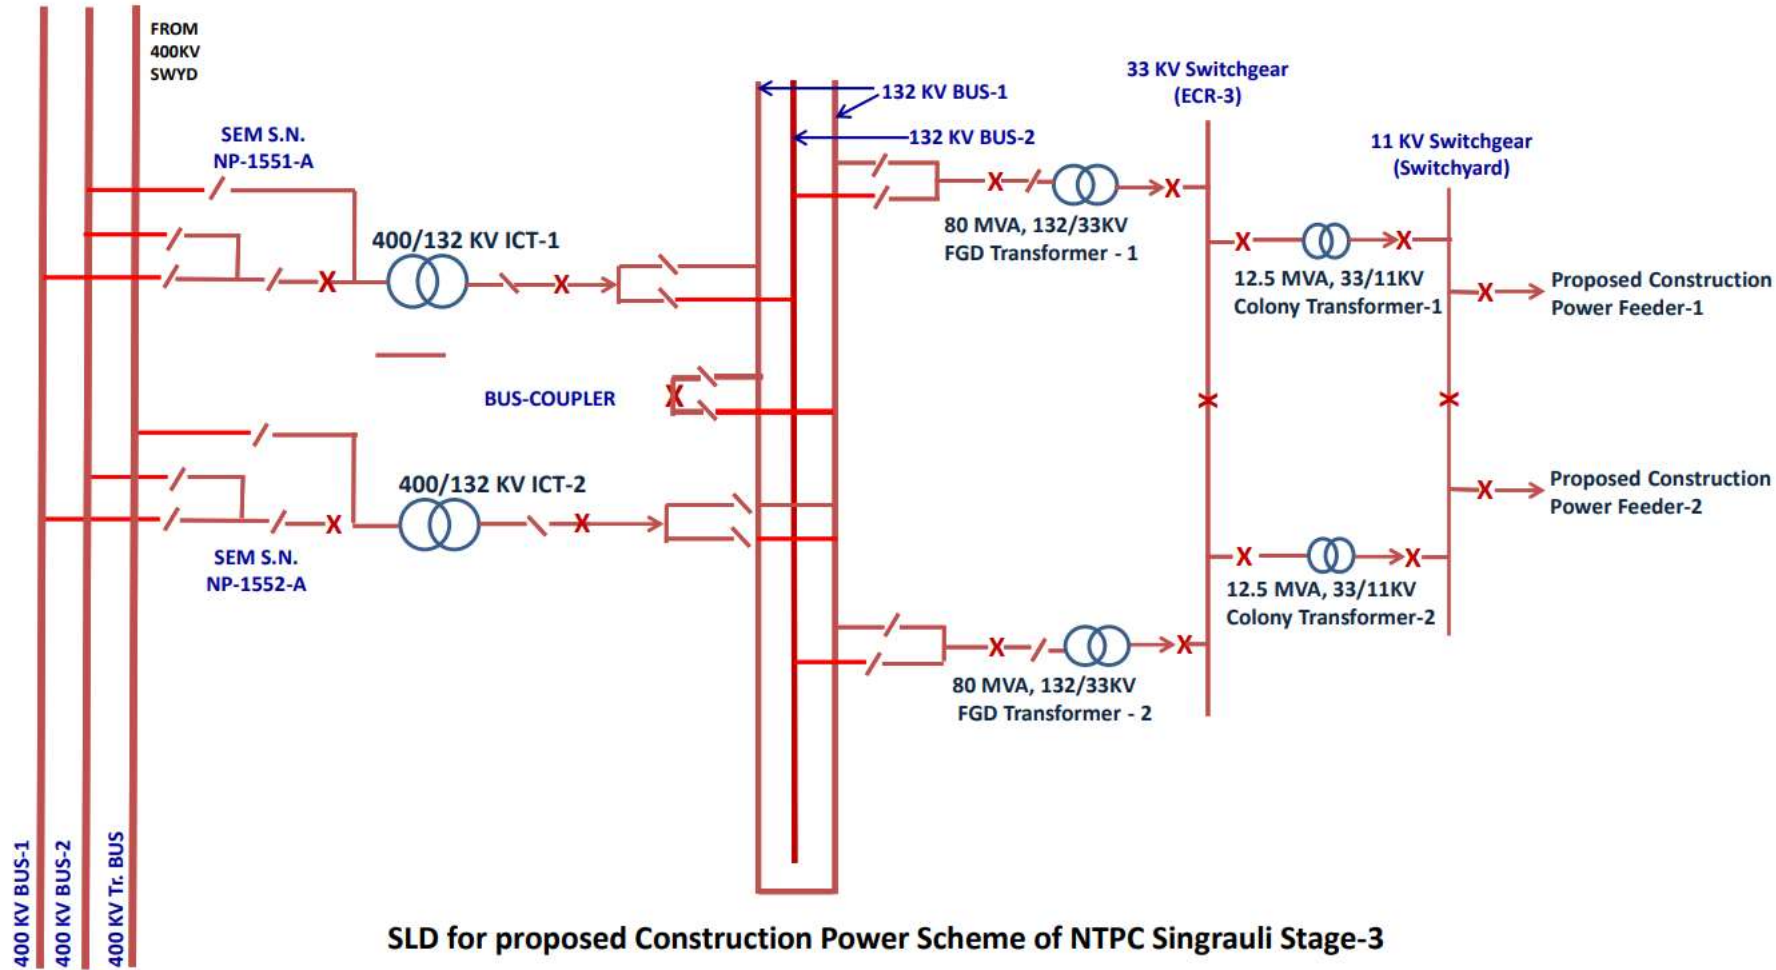 FROM
400KV
SWYD
SEM S.N.
NP-1551-A
400/132 KV ICT-1
132 KV BUS-1
132 KV BUS-2
33 KV Switchgear
(ECR-3)
11 KV Switchgear
(Switchyard)
80 MVA, 132/33KV
FGD Transformer - 1
12.5 MVA, 33/11KV
Colony Transformer-1
Proposed Construction
Power Feeder-1
BUS-COUPLER
400/132 KV ICT-2
SEM S.N.
NP-1552-A
Proposed Construction
Power Feeder-2
12.5 MVA, 33/11KV
Colony Transformer-2
80 MVA, 132/33KV
FGD Transformer - 2
400 KV BUS-1
400 KV BUS-2
400 KV Tr. BUS
SLD for proposed Construction Power Scheme of NTPC Singrauli Stage-3